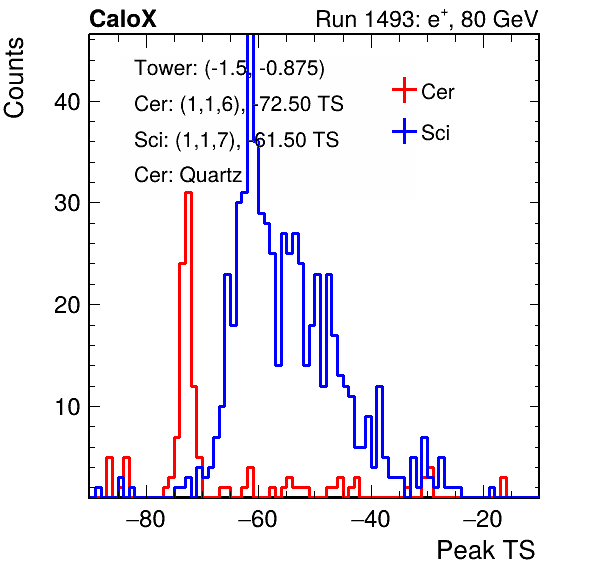 CaloX Run 1493: e⁺, 80 GeV
Counts
Tower: (-1.5, -0.875)
Cer: (1,1,6), -72.50 TS
Sci: (1,1,7), -61.50 TS
Cer: Quartz
Cer
Sci
40
30
20
10
−80 −60 −40 −20
Peak TS